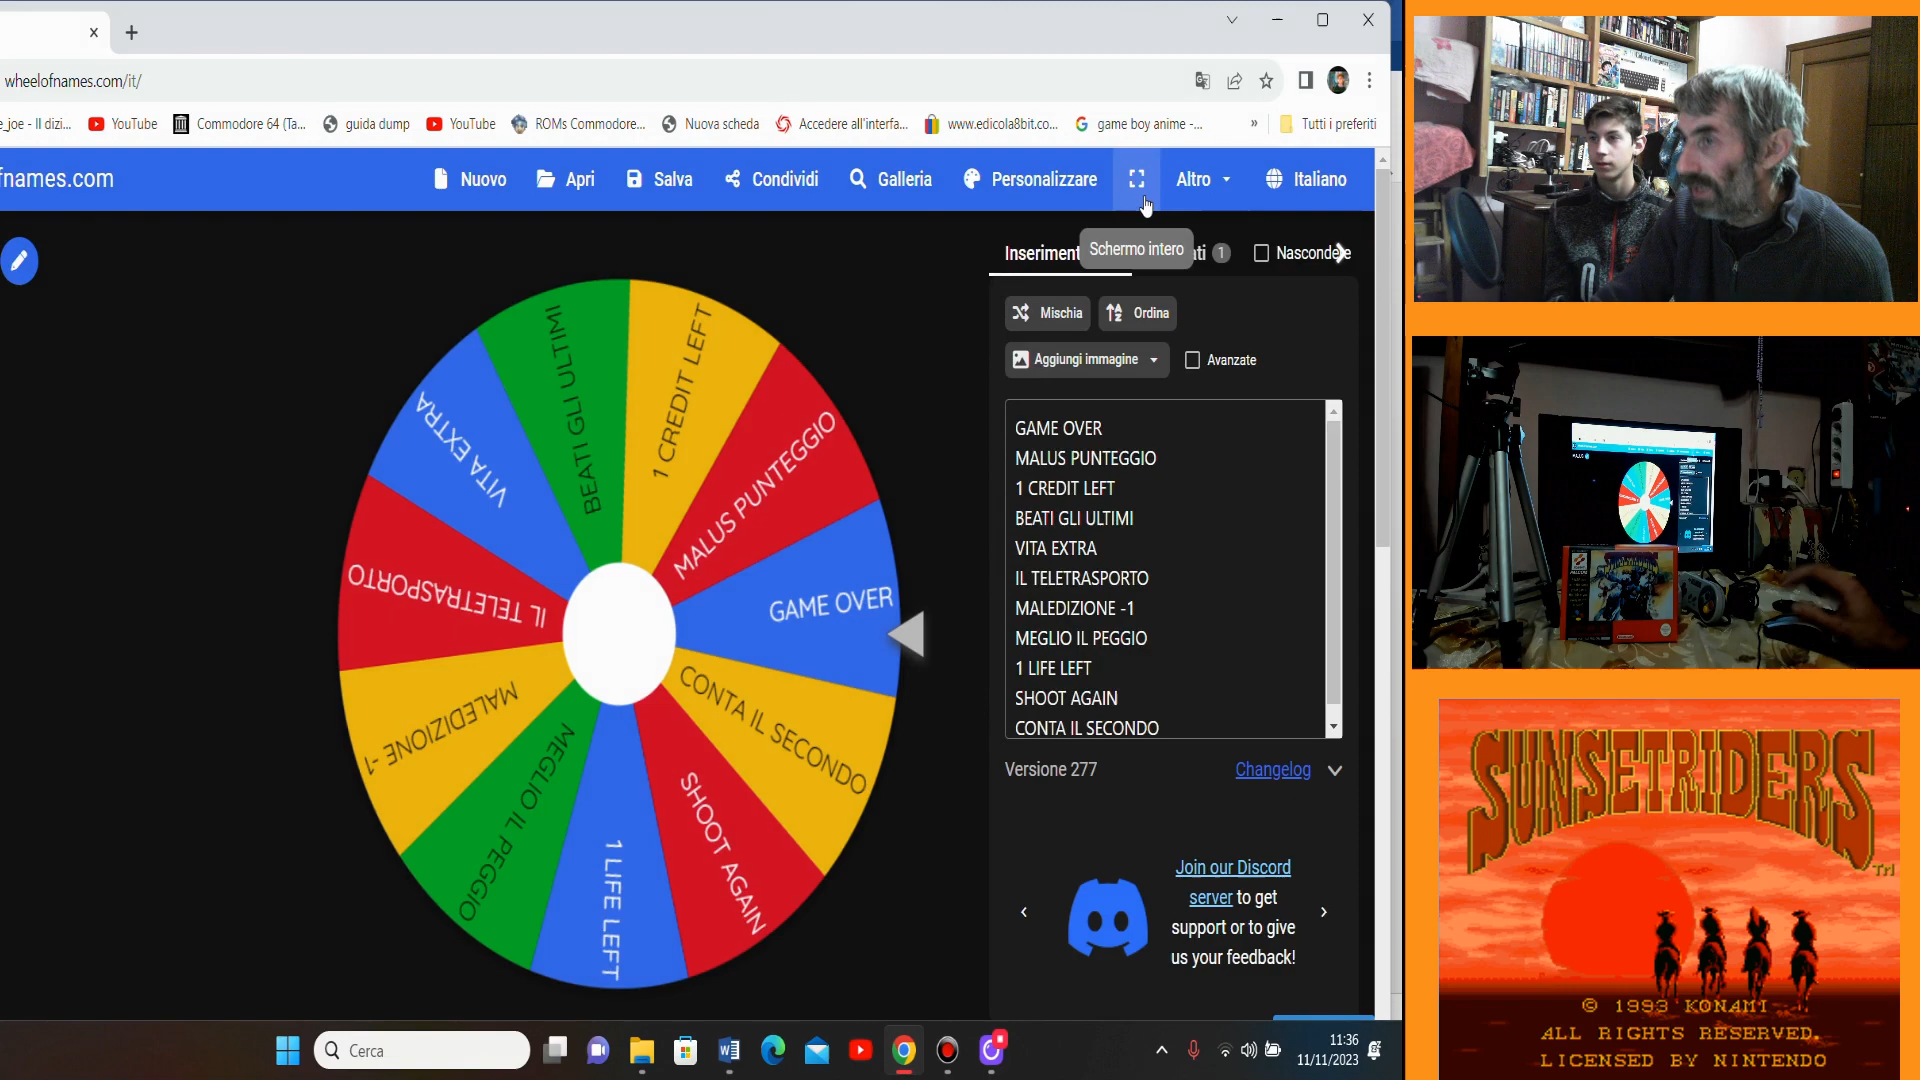 wheelofnames.com/it/
e_joe - Il dizi...
YouTube
Commodore 64 (Ta...
guida dump
YouTube
ROMs Commodore...
Nuova scheda
Accedere all'interfa...
www.edicola8bit.co...
game boy anime -...
»
Tutti i preferiti
fnames.com
Nuovo
Apri
Salva
Condividi
Galleria
Personalizzare
Altro
Italiano
Schermo intero
Inseriment
ati 1
Nascondere
Mischia
Ordina
Aggiungi immagine
Avanzate
GAME OVER
MALUS PUNTEGGIO
1 CREDIT LEFT
BEATI GLI ULTIMI
VITA EXTRA
IL TELETRASPORTO
MALEDIZIONE -1
MEGLIO IL PEGGIO
1 LIFE LEFT
SHOOT AGAIN
CONTA IL SECONDO
GAME OVER
MALUS PUNTEGGIO
1 CREDIT LEFT
BEATI GLI ULTIMI
VITA EXTRA
IL TELETRASPORTO
MALEDIZIONE -1
MEGLIO IL PEGGIO
1 LIFE LEFT
SHOOT AGAIN
CONTA IL SECONDO
Versione 277
Changelog
Join our Discord
server to get
support or to give
us your feedback!
Cerca
11:36
11/11/2023
SUNSETRIDERS TM
© 1993 KONAMI
ALL RIGHTS RESERVED.
LICENSED BY NINTENDO